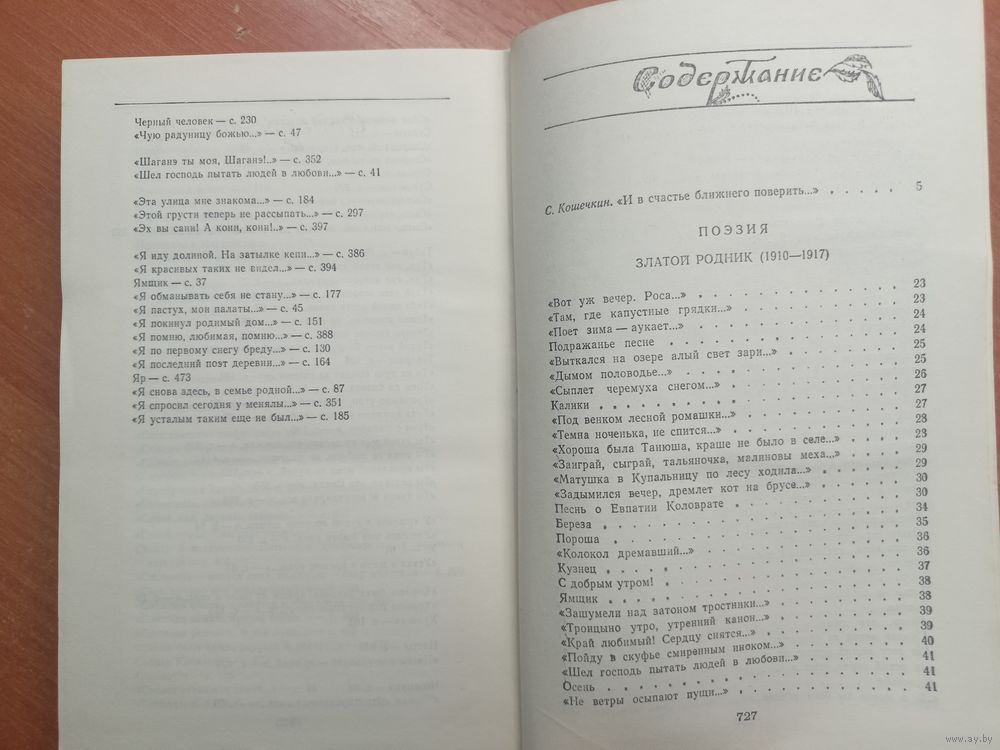 Черный человек — с. 230
«Чую радуницу божью...» — с. 47
«Шаганэ ты моя, Шаганэ!..» — с. 352
«Шел господь пытать людей в любови...» — с. 41
«Эта улица мне знакома...» — с. 184
«Этой грусти теперь не рассыпать...» — с. 297
«Эх вы сани! А кони, кони!..» — с. 397
«Я иду долиной. На затылке кепи...» — с. 386
«Я красивых таких не видел...» — с. 394
Ямщик — с. 37
«Я обманывать себя не стану...» — с. 177
«Я пастух, мои палаты...» — с. 45
«Я покинул родимый дом...» — с. 151
«Я помню, любимая, помню...» — с. 388
«Я по первому снегу бреду...» — с. 130
«Я последний поэт деревни...» — с. 164
Яр — с. 473
«Я снова здесь, в семье родной...» — с. 87
«Я спросил сегодня у менялы...» — с. 351
«Я усталым таким еще не был...» — с. 185
Содержание
С. Кошечкин. «И в счастье ближнего поверить...» . . . . . 5
ПОЭЗИЯ
ЗЛАТОЙ РОДНИК (1910—1917)
«Вот уж вечер. Роса...» . . . . . 23
«Там, где капустные грядки...» . . . . . 23
«Поет зима — аукает...» . . . . . 24
Подражанье песне . . . . . 24
«Выткался на озере алый свет зари...» . . . . . 25
«Дымом половодье...» . . . . . 25
«Сыплет черемуха снегом...» . . . . . 26
Калики . . . . . 27
«Под венком лесной ромашки...» . . . . . 27
«Темна ноченька, не спится...» . . . . . 28
«Хороша была Танюша, краше не было в селе...» . . . . . 28
«Заиграй, сыграй, тальяночка, малиновы меха...» . . . . . 29
«Матушка в Купальницу по лесу ходила...» . . . . . 29
«Задымился вечер, дремлет кот на брусе...» . . . . . 30
Песнь о Евпатии Коловрате . . . . . 30
Береза . . . . . 34
Пороша . . . . . 35
«Колокол дремавший...» . . . . . 36
Кузнец . . . . . 36
С добрым утром! . . . . . 37
Ямщик . . . . . 38
«Зашумели над затоном тростники...» . . . . . 38
«Троицыно утро, утренний канон...» . . . . . 39
«Край любимый! Сердцу снятся...» . . . . . 39
«Пойду в скуфье смиренным иноком...» . . . . . 40
«Шел господь пытать людей в любови...» . . . . . 41
Осень . . . . . 41
«Не ветры осыпают пущи...» . . . . . 41
727
www.ay.by